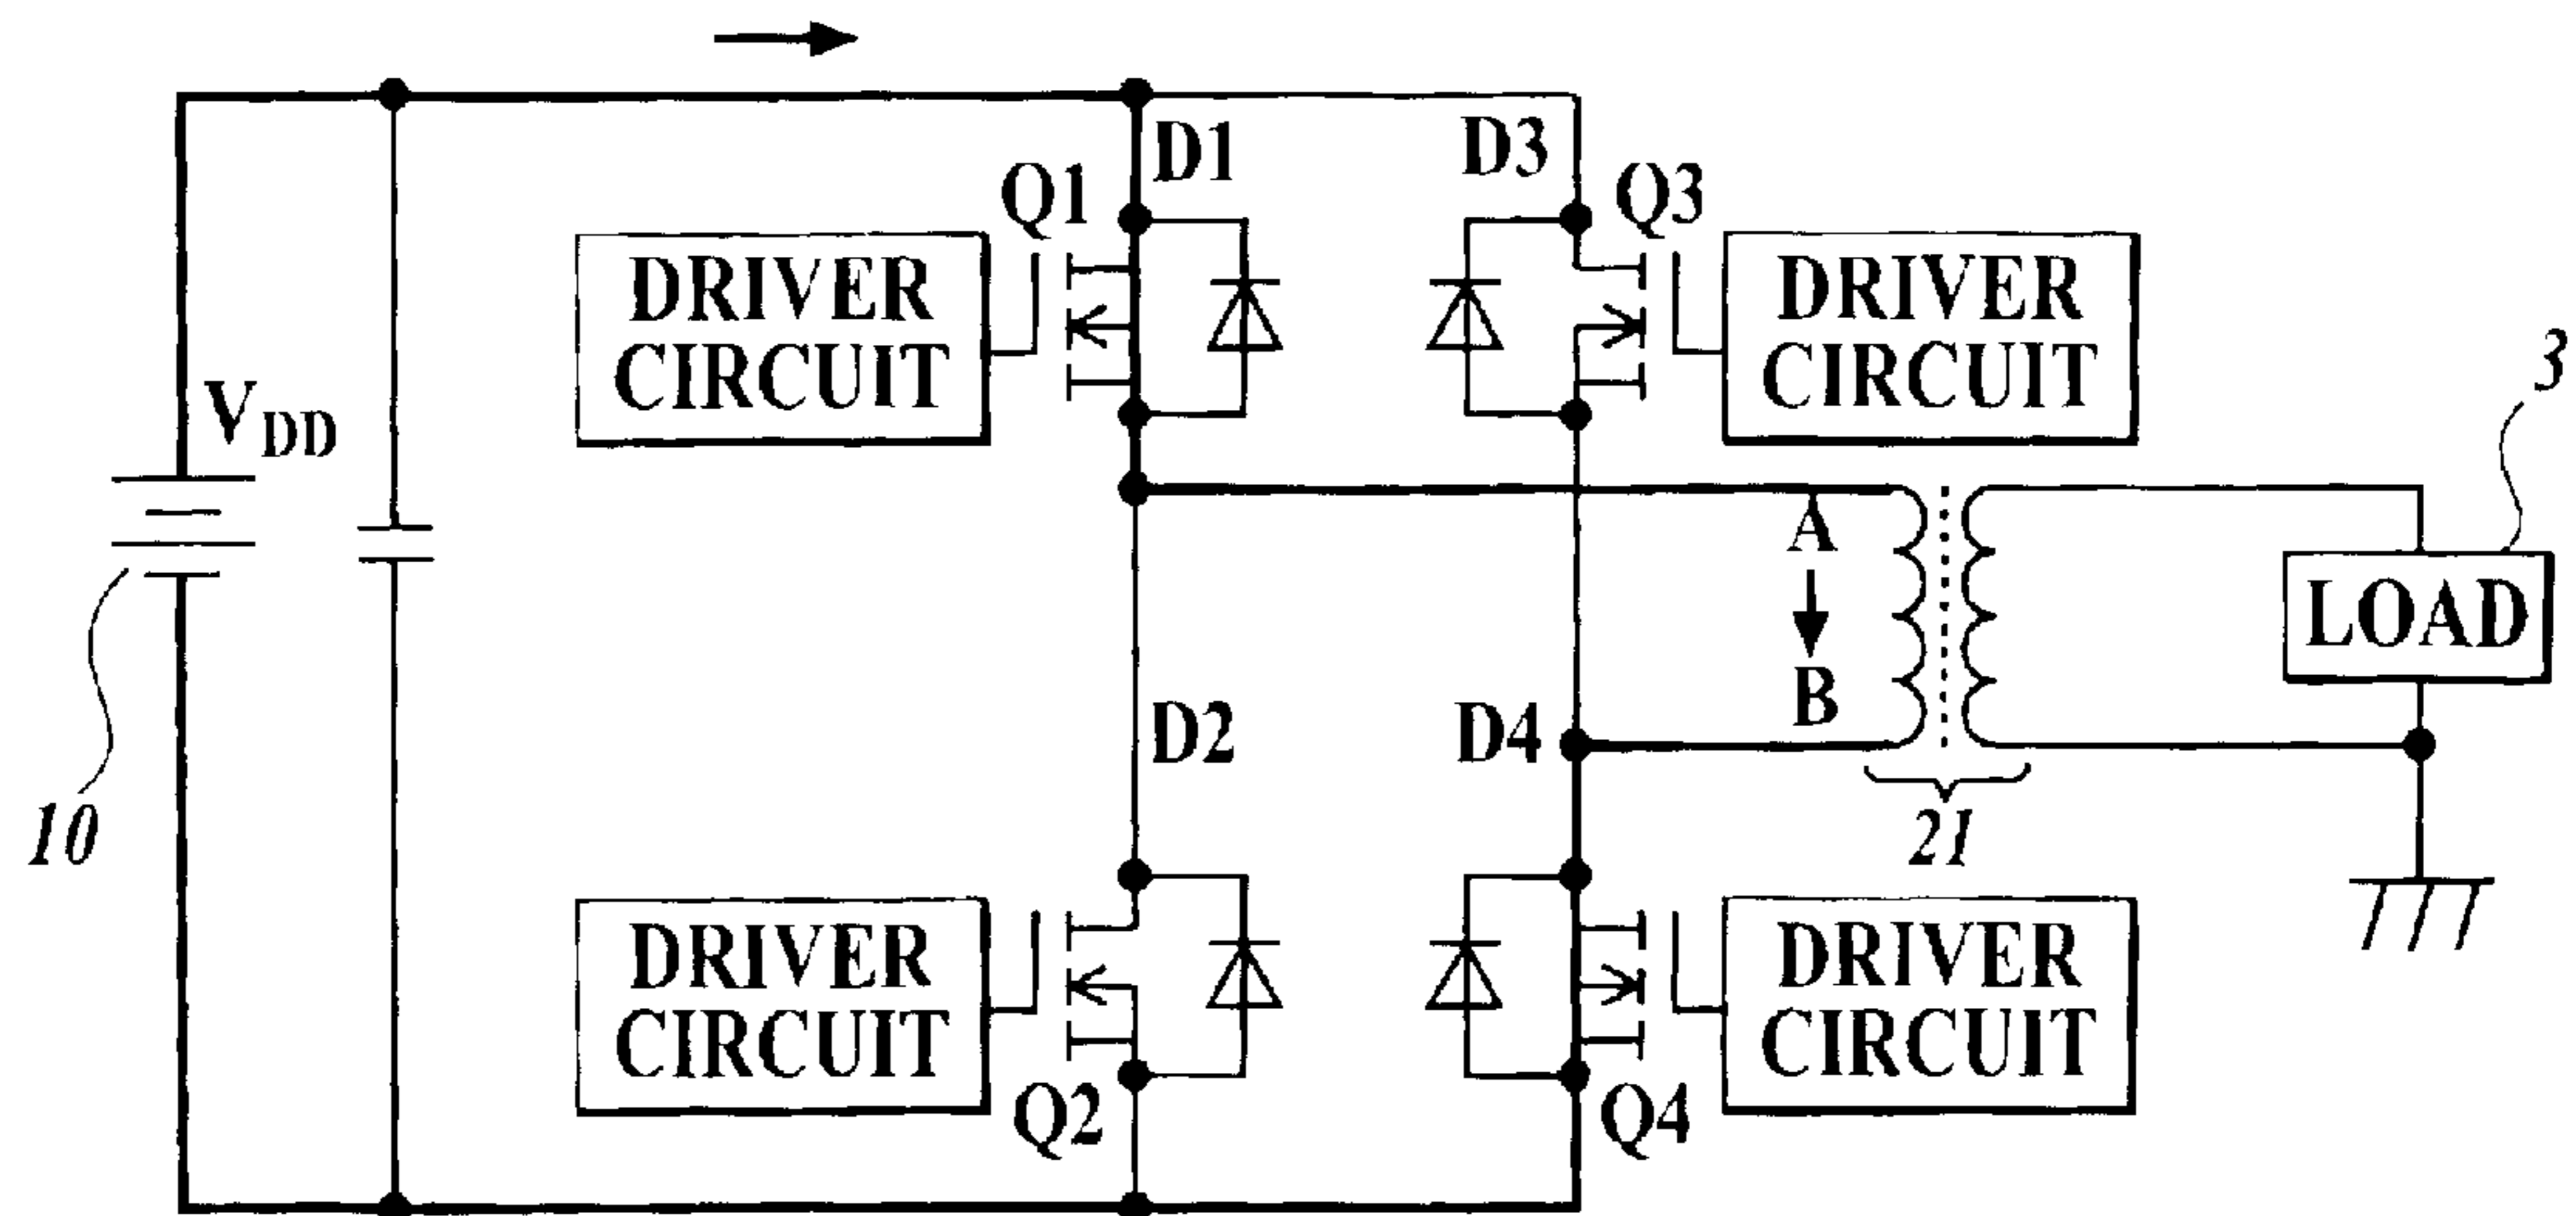 D1
D3
Q1
Q3
DRIVER
CIRCUIT
DRIVER
CIRCUIT
3
VDD
A
LOAD
B
D2
D4
10
21
DRIVER
CIRCUIT
DRIVER
CIRCUIT
Q2
Q4